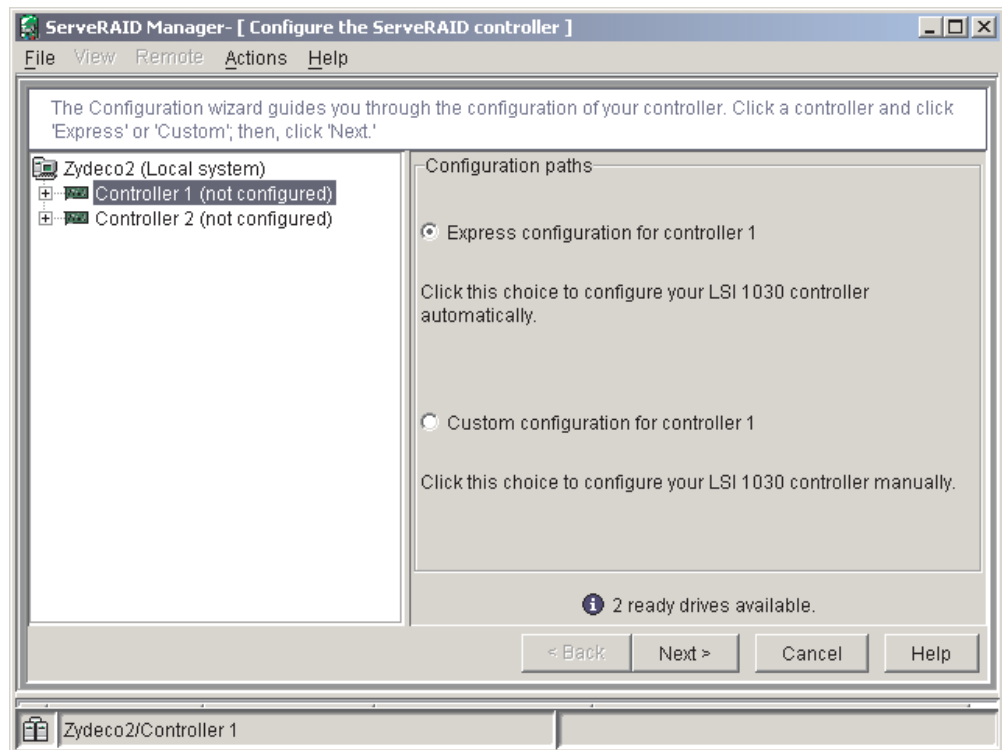 ServeRAID Manager- [ Configure the ServeRAID controller ]
File View Remote Actions Help
The Configuration wizard guides you through the configuration of your controller. Click a controller and click
'Express' or 'Custom'; then, click 'Next.'
Zydeco2 (Local system)
Controller 1 (not configured)
Controller 2 (not configured)
Configuration paths
Express configuration for controller 1
Click this choice to configure your LSI 1030 controller
automatically.
Custom configuration for controller 1
Click this choice to configure your LSI 1030 controller manually.
2 ready drives available.
< Back Next > Cancel Help
Zydeco2/Controller 1